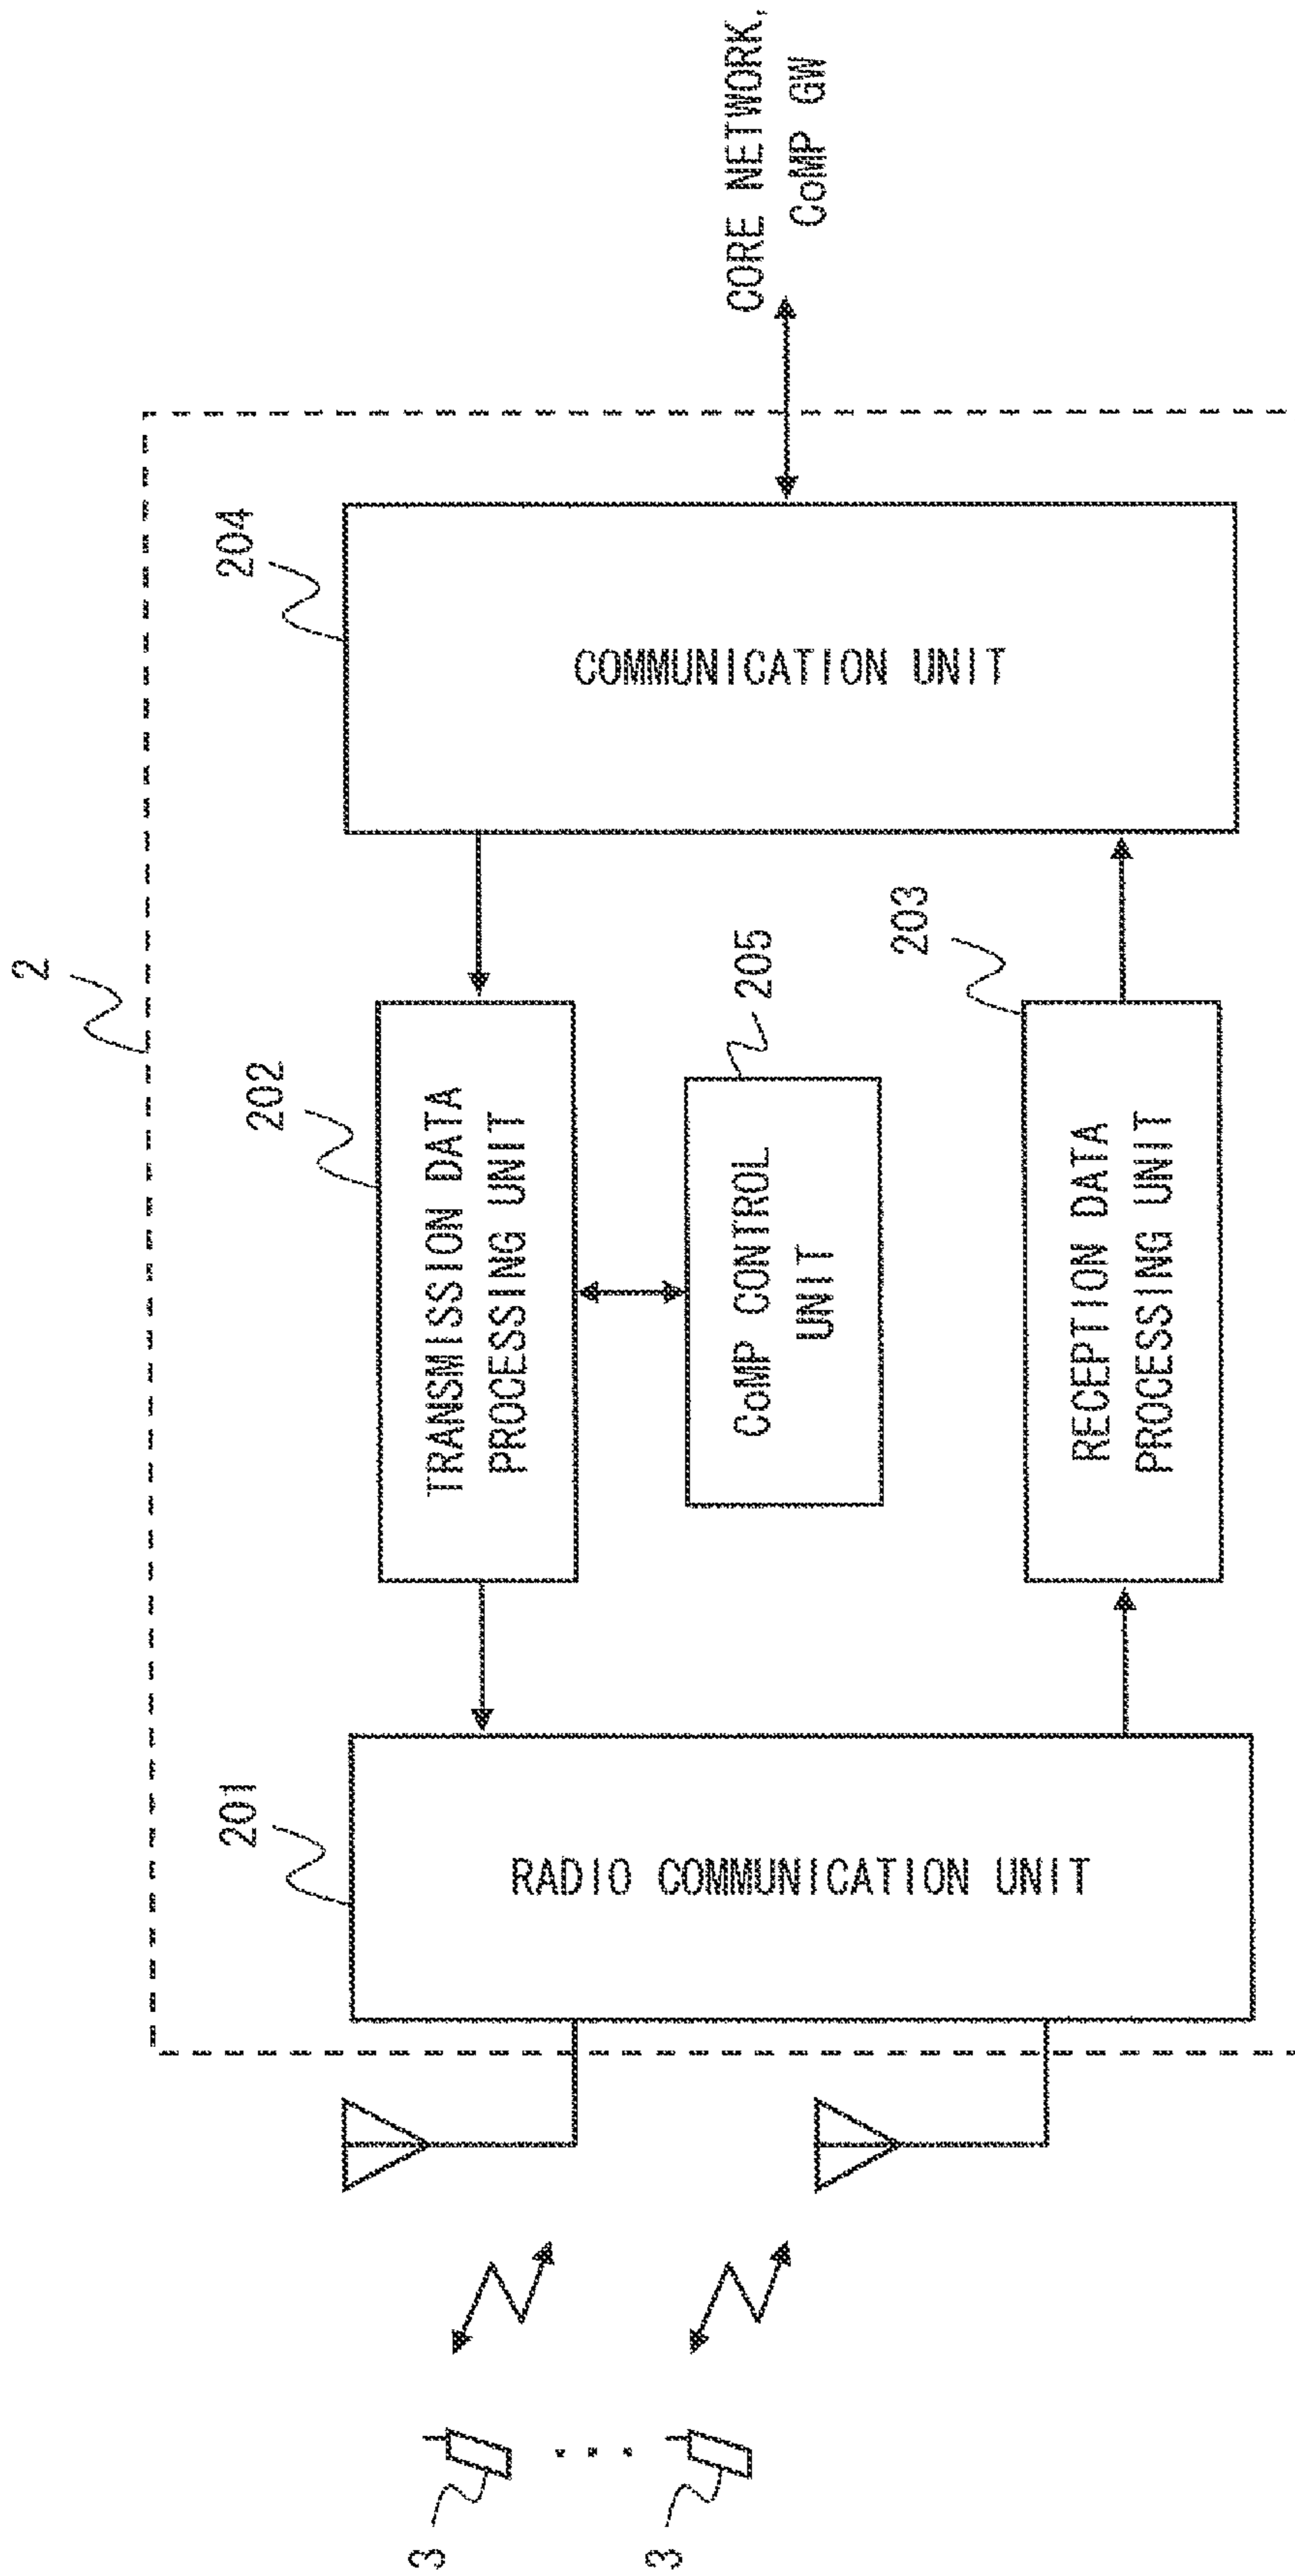 2
201
RADIO COMMUNICATION UNIT
202
TRANSMISSION DATA
PROCESSING UNIT
205
CoMP CONTROL
UNIT
203
RECEPTION DATA
PROCESSING UNIT
204
COMMUNICATION UNIT
CORE NETWORK,
CoMP GW
3
3